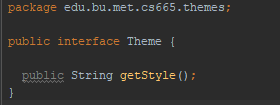 package edu.bu.met.cs665.themes;
public interface Theme {
public String getStyle();
}